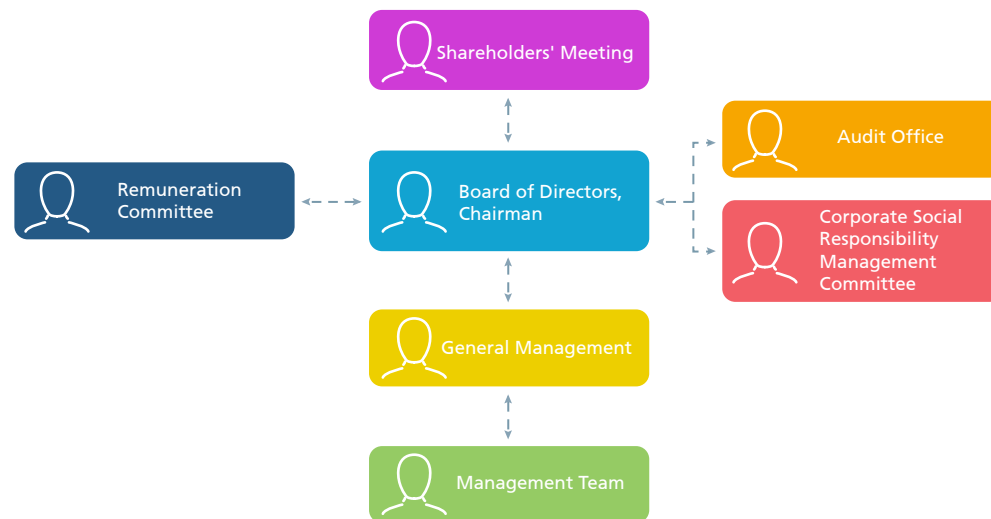 Shareholders' Meeting
Audit Office
Remuneration
Committee
Board of Directors,
Chairman
Corporate Social
Responsibility
Management
Committee
General Management
Management Team